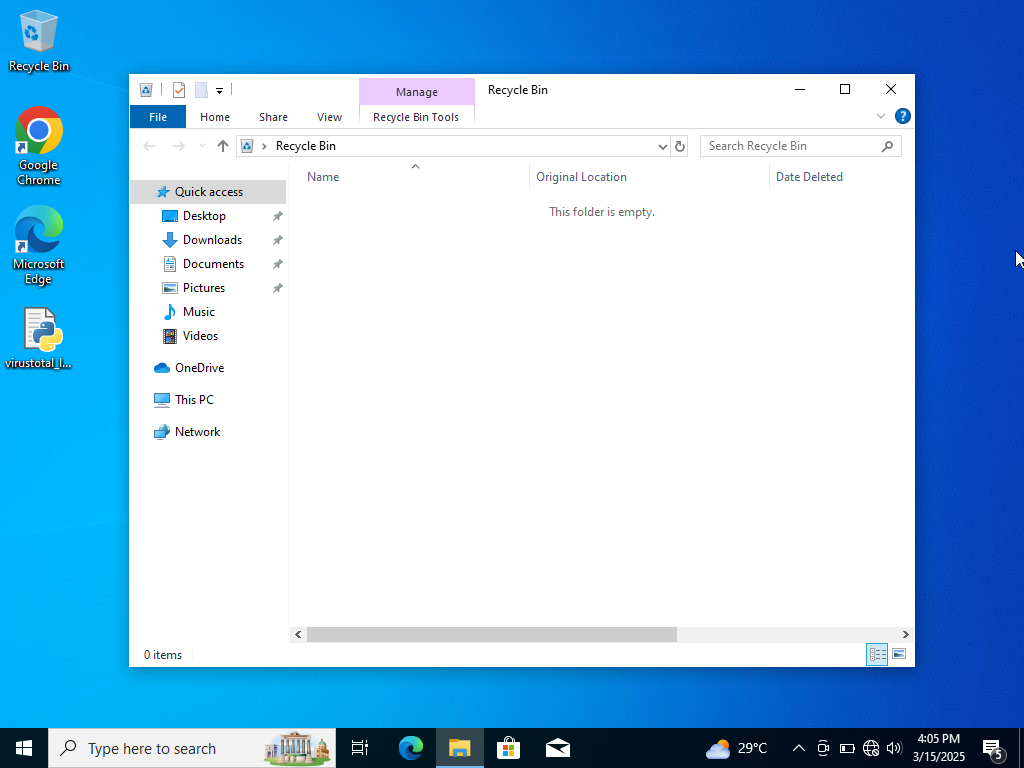 Recycle Bin
Google
Chrome
Microsoft
Edge
virustotal_l...
Manage
Recycle Bin
File
Home
Share
View
Recycle Bin Tools
Recycle Bin
Search Recycle Bin
Name
Original Location
Date Deleted
This folder is empty.
Quick access
Desktop
Downloads
Documents
Pictures
Music
Videos
OneDrive
This PC
Network
0 items
Type here to search
29°C
4:05 PM
3/15/2025
5